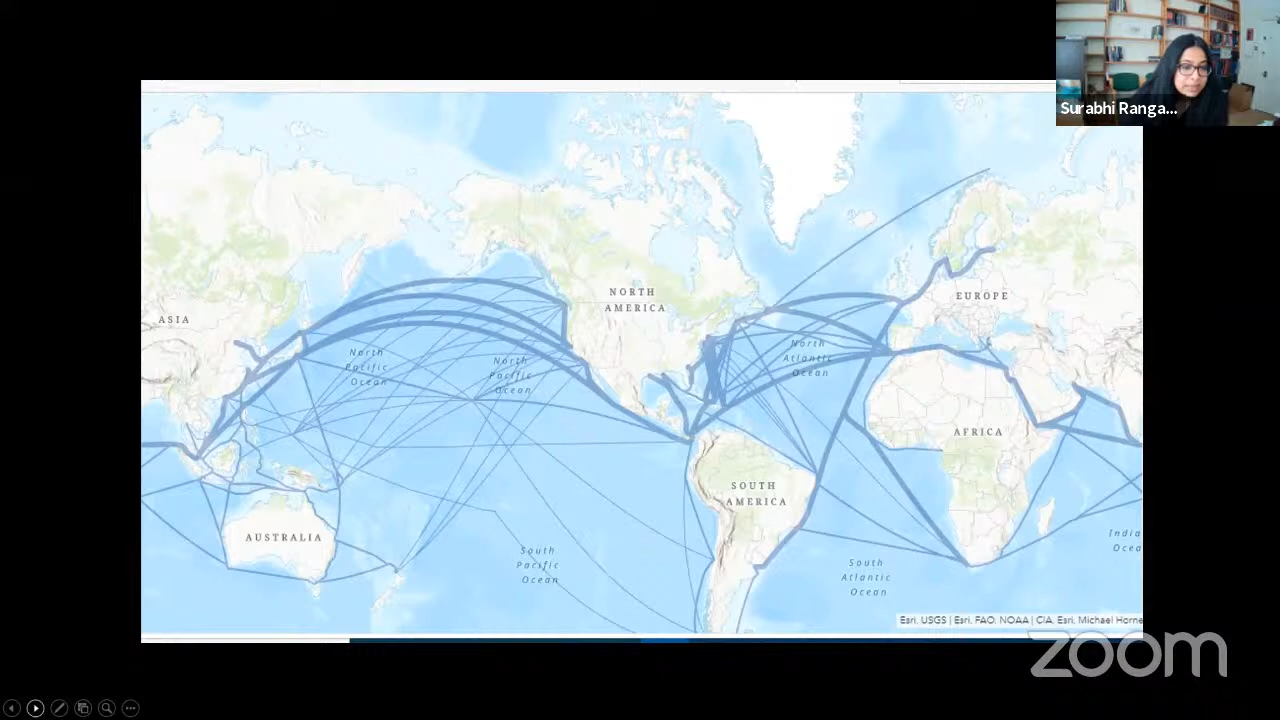 Surabhi Ranga...
NORTH
AMERICA
EUROPE
ASIA
North
Pacific
Ocean
North
Pacific
Ocean
North
Atlantic
Ocean
AFRICA
SOUTH
AMERICA
AUSTRALIA
South
Pacific
Ocean
South
Atlantic
Ocean
India
Ocea
Esri, USGS | Esri, FAO, NOAA | CIA, Esri, Michael Horne
zoom